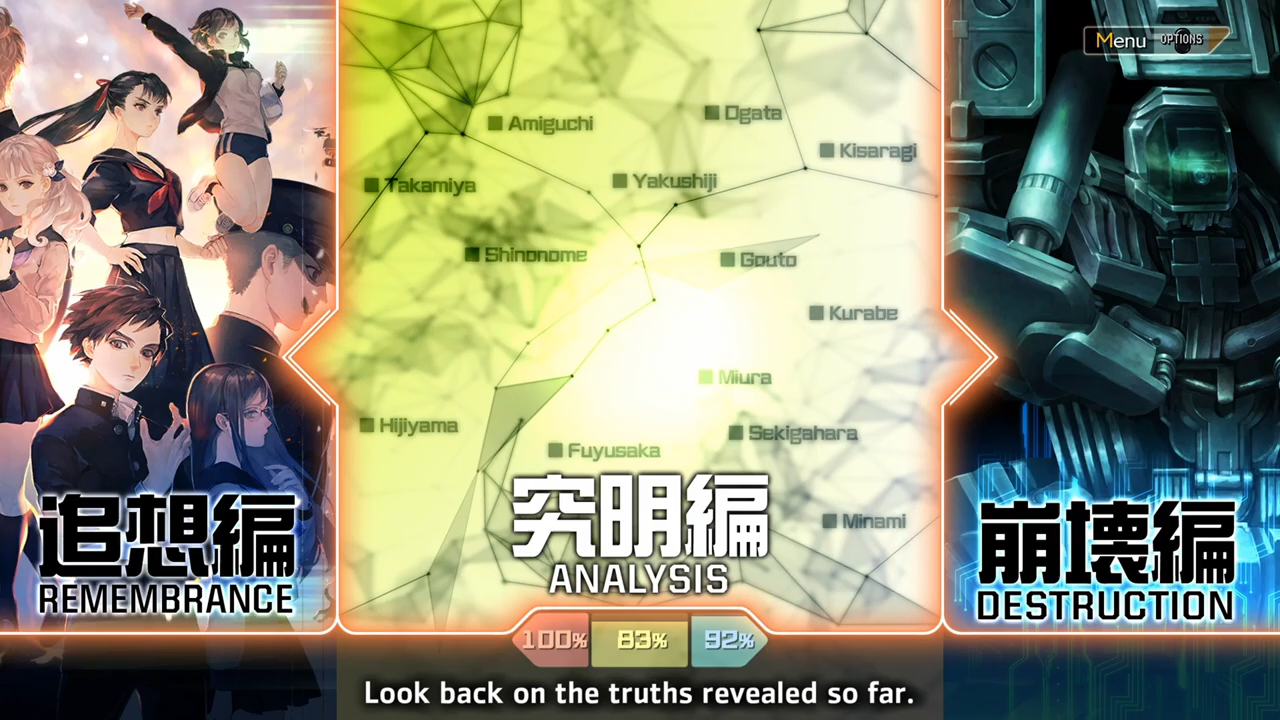 Menu OPTIONS
Amiguchi
Ogata
Kisaragi
Takamiya
Yakushiji
Shinonome
Gouto
Kurabe
Miura
Hijiyama
Sekigahara
Fuyusaka
Minami
追想編
REMEMBRANCE
究明編
ANALYSIS
崩壊編
DESTRUCTION
100% 83% 92%
Look back on the truths revealed so far.